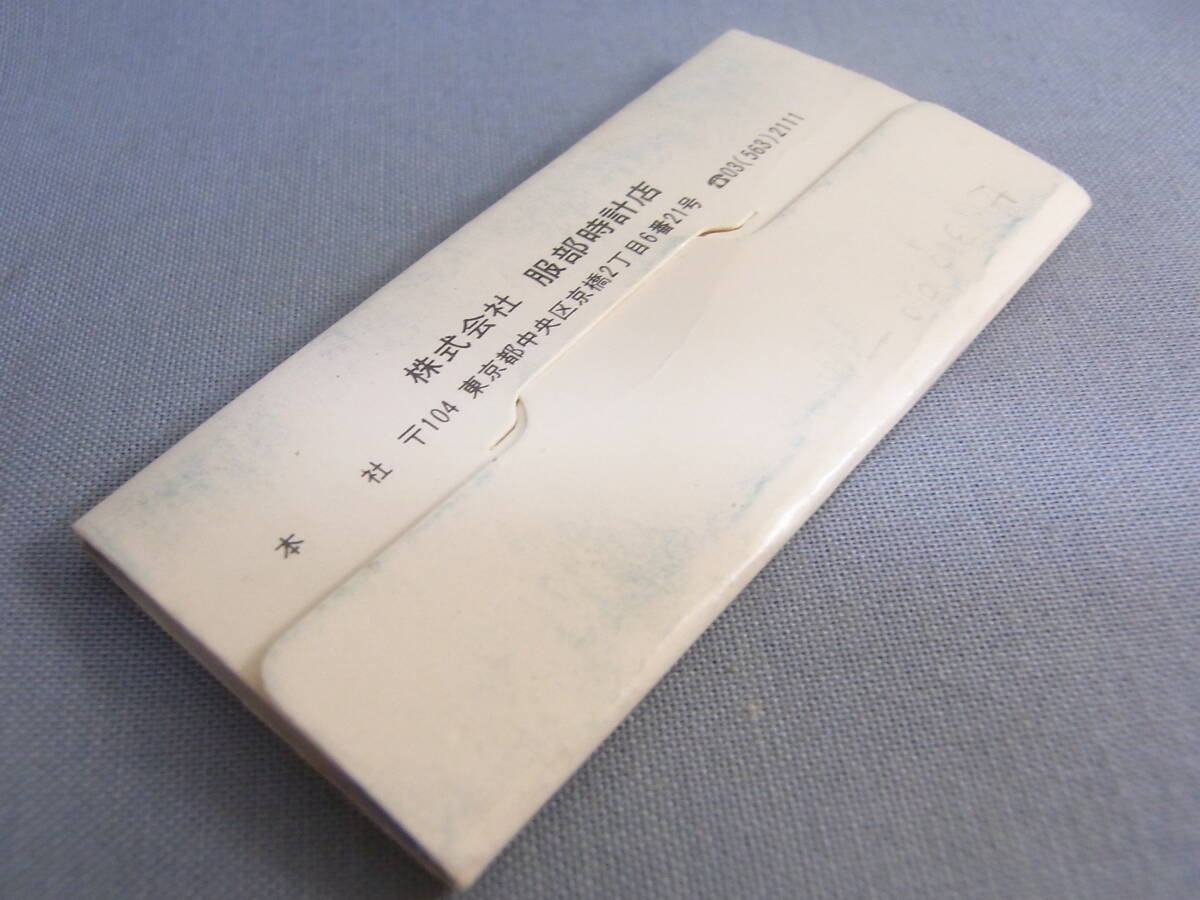 株式会社 服部時計店
本 社 〒104 東京都中央区京橋2丁目6番21号 ☎03(563)2111